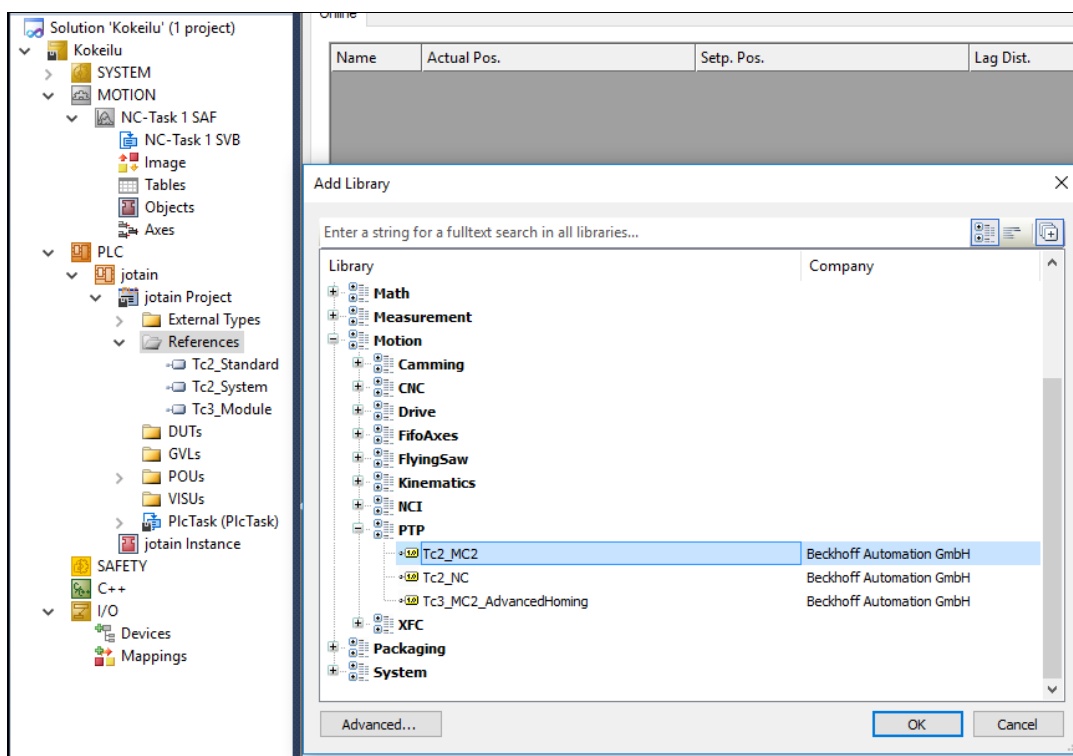 Solution 'Kokeilu' (1 project)
Kokeilu
SYSTEM
MOTION
NC-Task 1 SAF
NC-Task 1 SVB
Image
Tables
Objects
Axes
PLC
jotain
jotain Project
External Types
References
Tc2_Standard
Tc2_System
Tc3_Module
DUTs
GVLs
POUs
VISUs
PlcTask (PlcTask)
jotain Instance
SAFETY
C++
I/O
Devices
Mappings
Online
Name Actual Pos. Setp. Pos. Lag Dist.
Add Library
Enter a string for a fulltext search in all libraries...
Library Company
Math
Measurement
Motion
Camming
CNC
Drive
FifoAxes
FlyingSaw
Kinematics
NCI
PTP
Tc2_MC2 Beckhoff Automation GmbH
Tc2_NC Beckhoff Automation GmbH
Tc3_MC2_AdvancedHoming Beckhoff Automation GmbH
XFC
Packaging
System
Advanced... OK Cancel